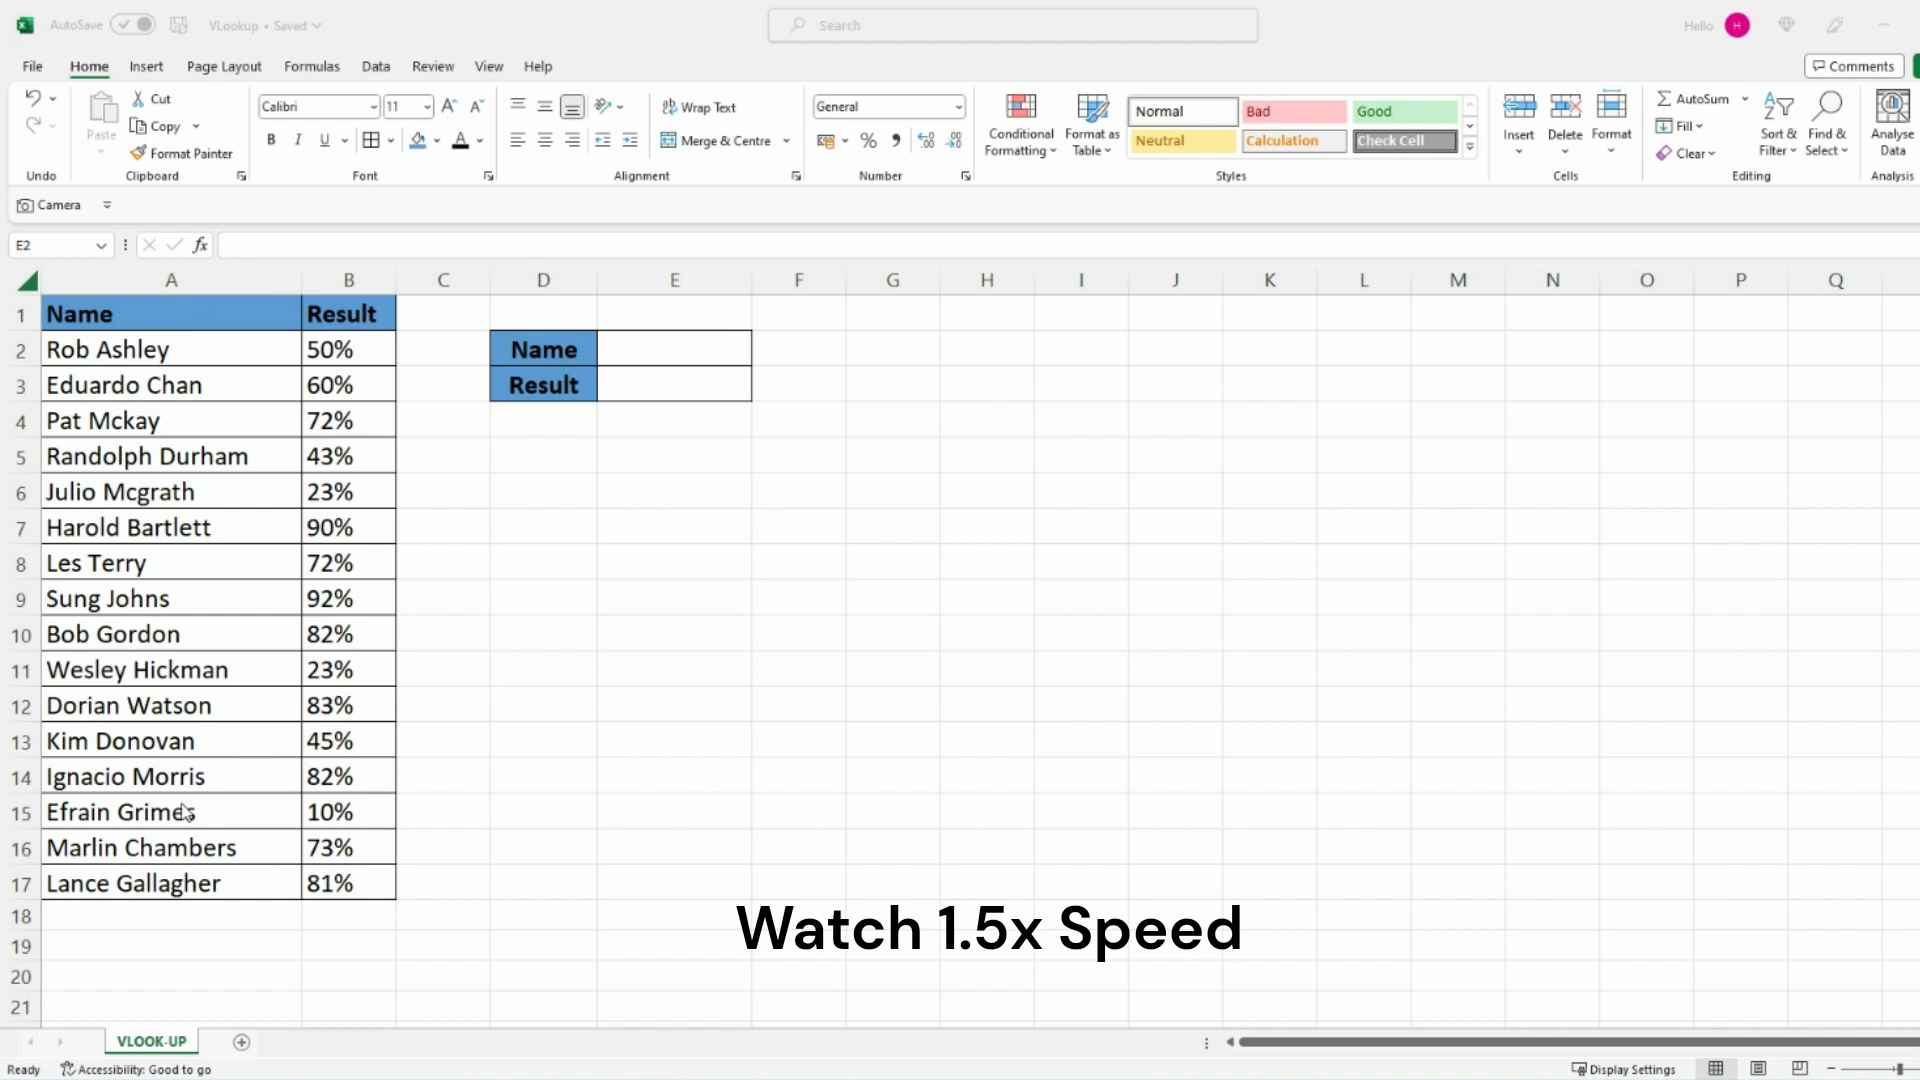 AutoSave VLookup • Saved Search Hello H
File Home Insert Page Layout Formulas Data Review View Help Comments
Paste Cut Copy Format Painter
Calibri 11
B I U A
Wrap Text
Merge & Centre
General
%
Conditional Formatting
Format as Table
Normal Bad Good
Neutral Calculation Check Cell
Insert Delete Format
AutoSum
Fill
Clear
Sort & Filter
Find & Select
Analyse Data
Undo Clipboard Font Alignment Number Styles Cells Editing Analysis
Camera
E2 fx
A B C D E F G H I J K L M N O P Q
1 Name Result
2 Rob Ashley 50% Name
3 Eduardo Chan 60% Result
4 Pat Mckay 72%
5 Randolph Durham 43%
6 Julio Mcgrath 23%
7 Harold Bartlett 90%
8 Les Terry 72%
9 Sung Johns 92%
10 Bob Gordon 82%
11 Wesley Hickman 23%
12 Dorian Watson 83%
13 Kim Donovan 45%
14 Ignacio Morris 82%
15 Efrain Grimes 10%
16 Marlin Chambers 73%
17 Lance Gallagher 81%
18
Watch 1.5x Speed
19
20
21
VLOOK-UP
Ready Accessibility: Good to go Display Settings